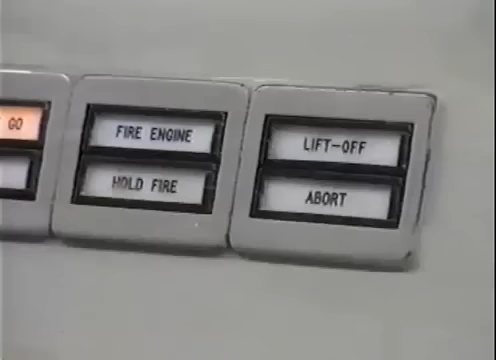 GO
FIRE ENGINE
HOLD FIRE
LIFT-OFF
ABORT